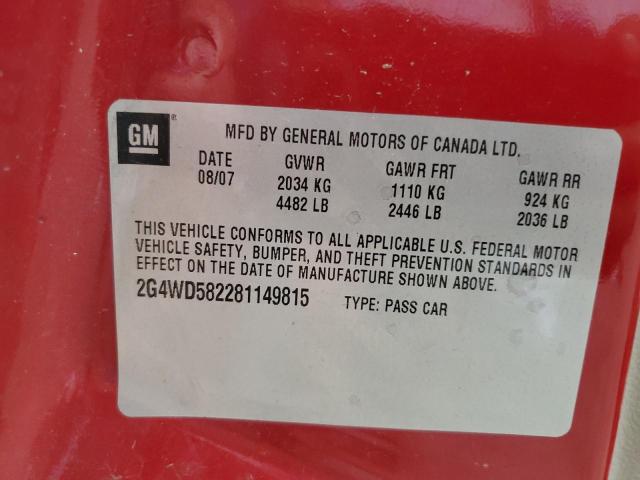 GM®
MFD BY GENERAL MOTORS OF CANADA LTD.
DATE GVWR GAWR FRT GAWR RR
08/07 2034 KG 1110 KG 924 KG
4482 LB 2446 LB 2036 LB
THIS VEHICLE CONFORMS TO ALL APPLICABLE U.S. FEDERAL MOTOR
VEHICLE SAFETY, BUMPER, AND THEFT PREVENTION STANDARDS IN
EFFECT ON THE DATE OF MANUFACTURE SHOWN ABOVE.
2G4WD582281149815 TYPE: PASS CAR